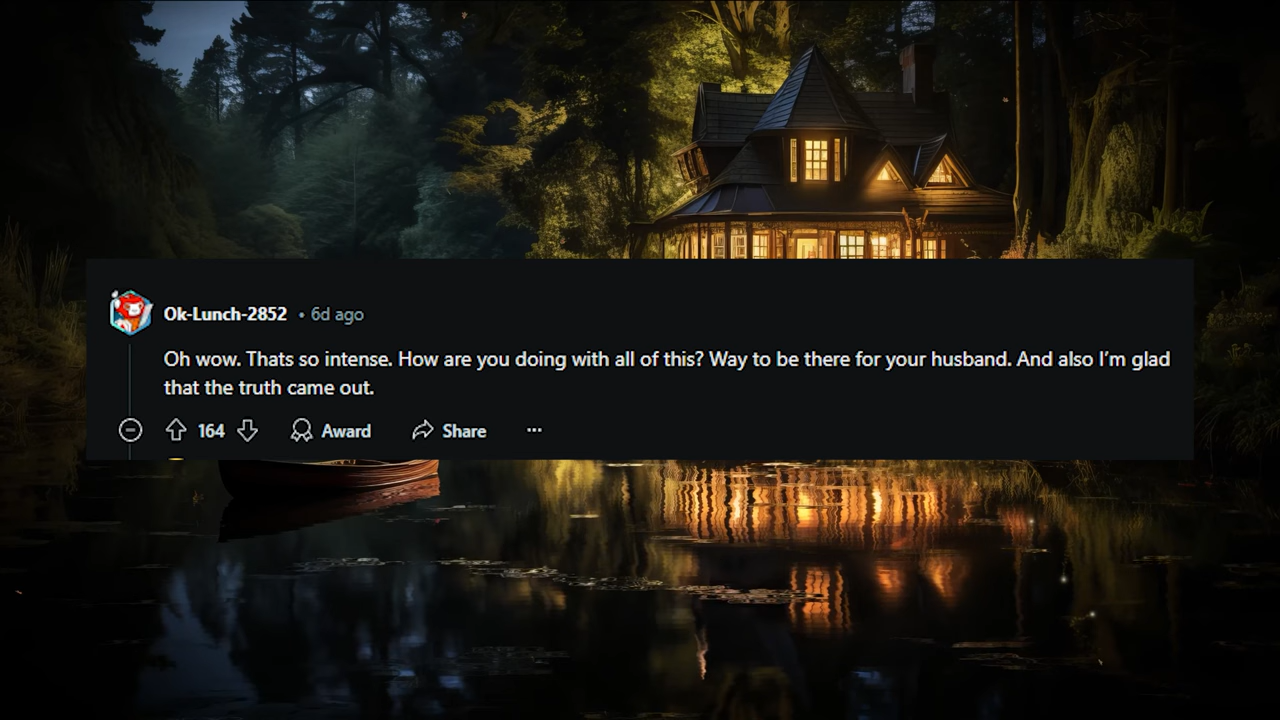 Ok-Lunch-2852 • 6d ago
Oh wow. Thats so intense. How are you doing with all of this? Way to be there for your husband. And also I’m glad
that the truth came out.
164 Award Share ...